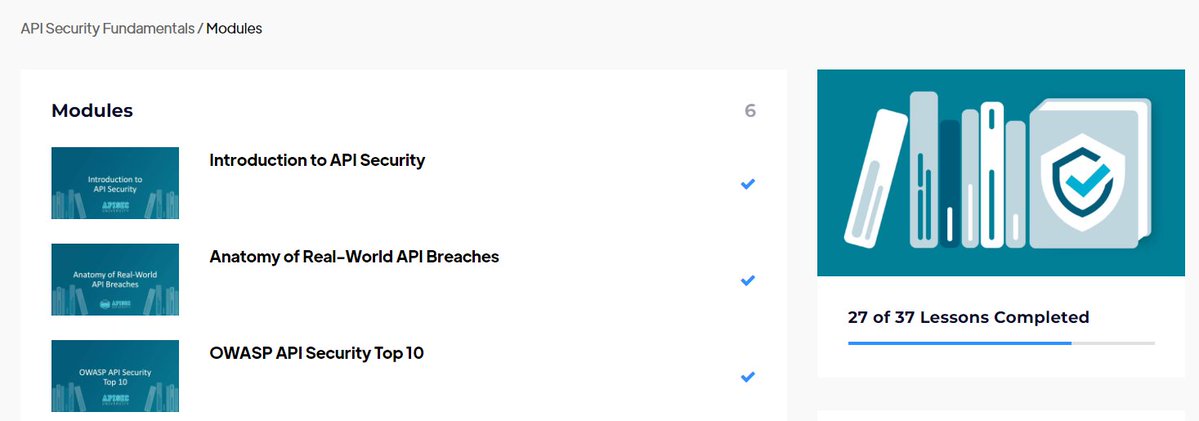 API Security Fundamentals / Modules
Modules
6
Introduction to
API Security
APISEC
UNIVERSITY
Introduction to API Security
Anatomy of Real-World
API Breaches
APISEC
Anatomy of Real-World API Breaches
OWASP API Security
Top 10
APISEC
UNIVERSITY
OWASP API Security Top 10
27 of 37 Lessons Completed